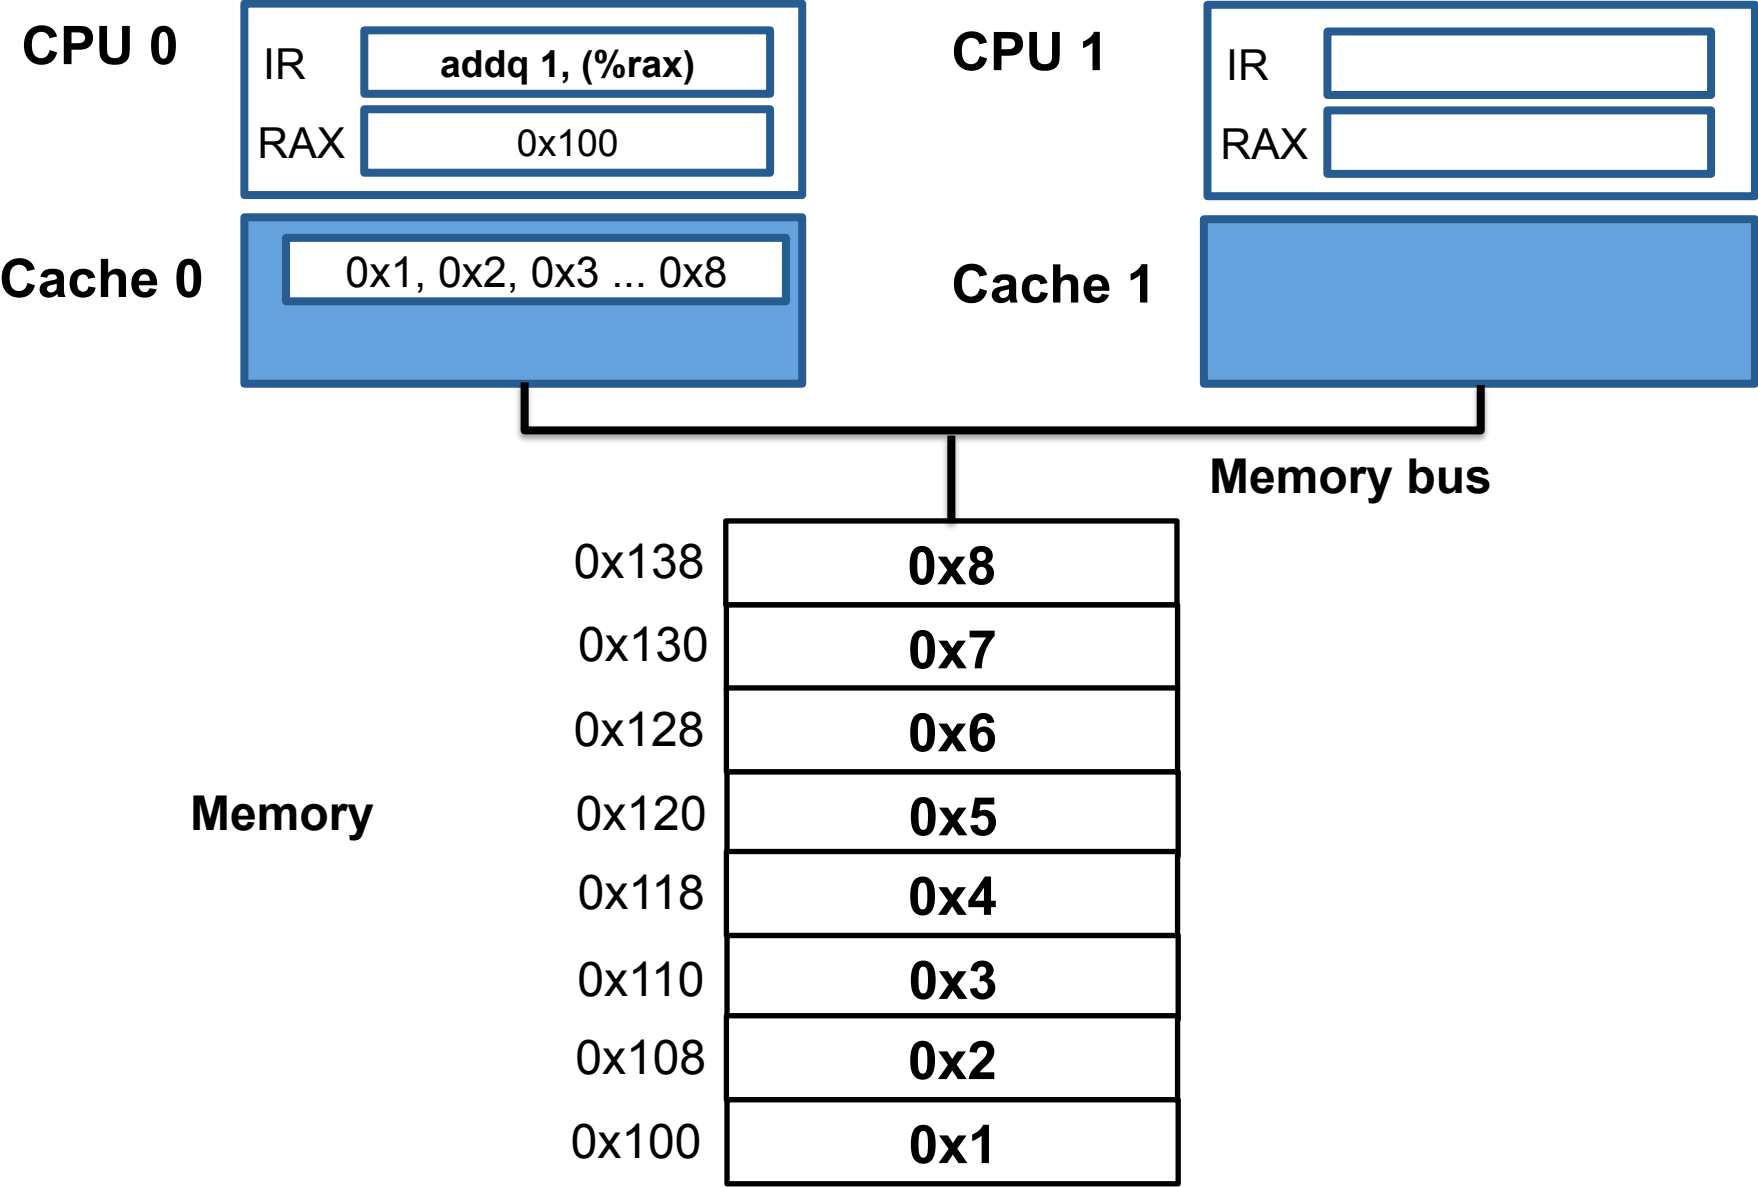 CPU 0
IR
addq 1, (%rax)
RAX
0x100
CPU 1
IR
RAX
Cache 0
0x1, 0x2, 0x3 ... 0x8
Cache 1
Memory bus
0x138
0x8
0x130
0x7
0x128
0x6
Memory
0x120
0x5
0x118
0x4
0x110
0x3
0x108
0x2
0x100
0x1